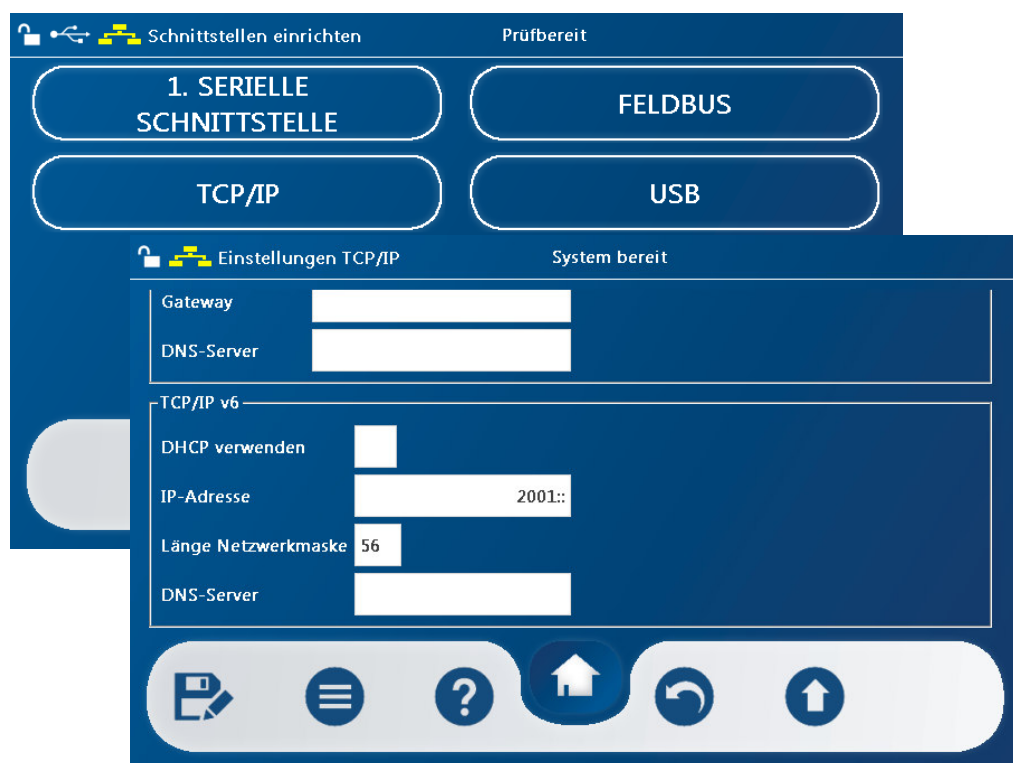 Schnittstellen einrichten Prüfbereit
1. SERIELLE
SCHNITTSTELLE
FELDBUS
TCP/IP
USB
Einstellungen TCP/IP System bereit
Gateway
DNS-Server
TCP/IP v6
DHCP verwenden
IP-Adresse 2001::
Länge Netzwerkmaske 56
DNS-Server
?